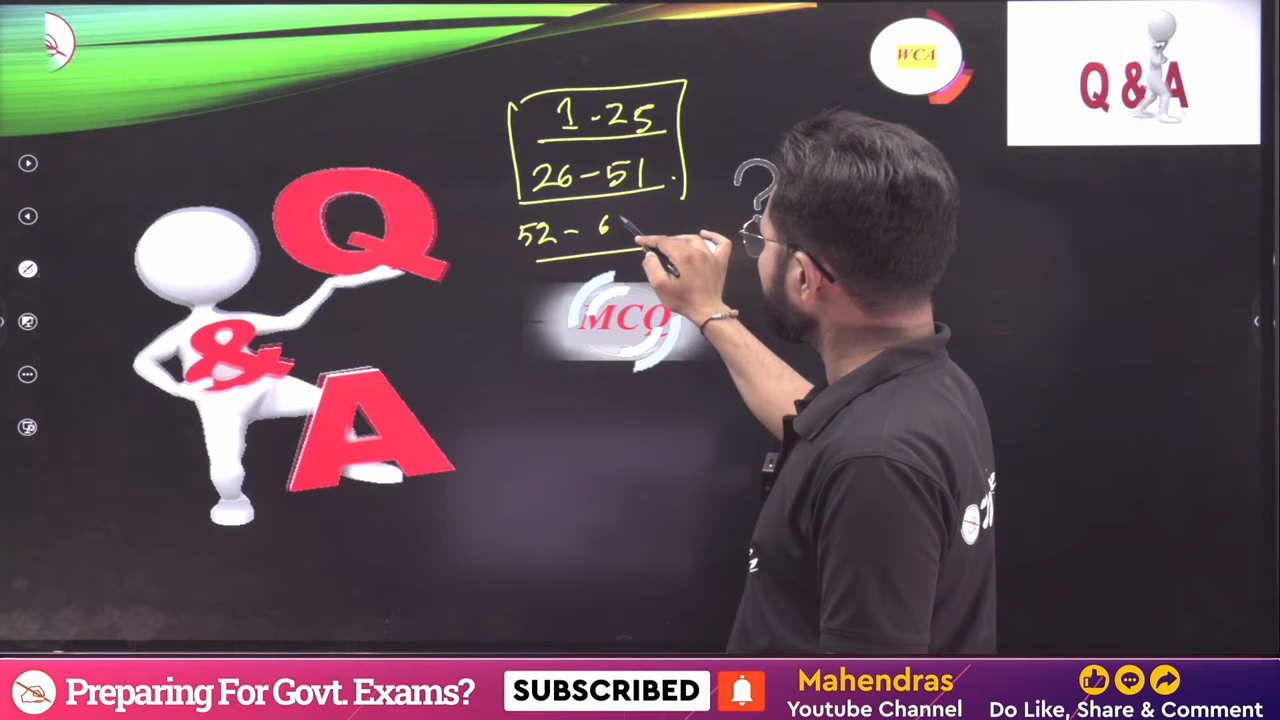 WCA
Q & A
1-25
26-51
52-6
?
Q
&
A
MCQ
Preparing For Govt. Exams?
SUBSCRIBED
Mahendras
Youtube Channel
Do Like, Share & Comment